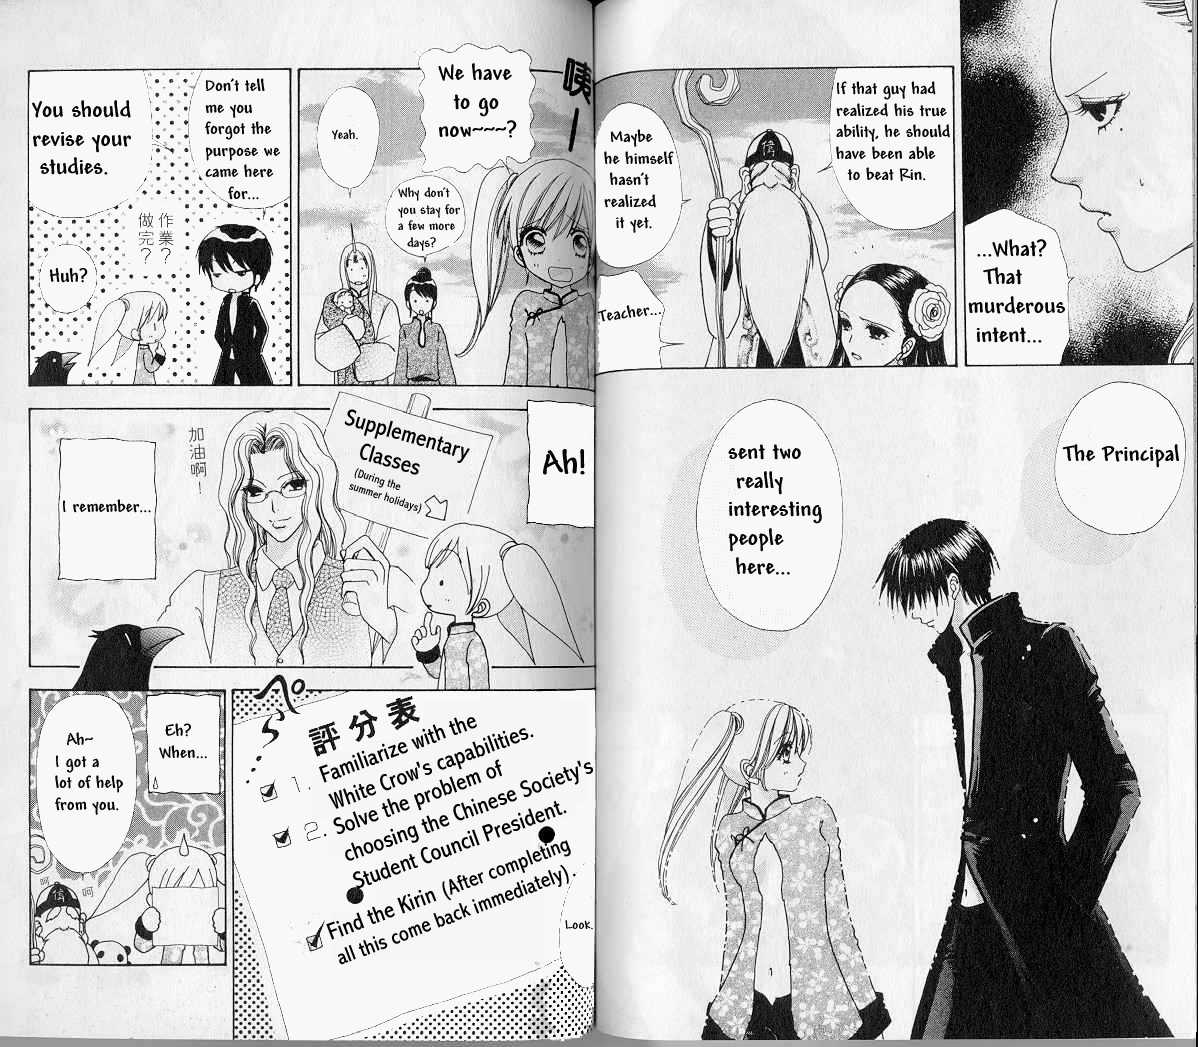 ...What?
That
murderous
intent...
If that guy had
realized his true
ability, he should
have been able
to beat Rin.
Maybe
he himself
hasn't
realized
it yet.
Teacher...
The Principal
sent two
really
interesting
people
here...
咦—
We have
to go
now~~~?
Why don't
you stay for
a few more
days?
Yeah.
Don't tell
me you
forgot the
purpose we
came here
for...
You should
revise your
studies.
作業？
做完？
Huh?
Ah!
Supplementary
Classes
(During the
summer holidays)
加油啊！
I remember...
評分表
1. Familiarize with the
White Crow's capabilities.
2. Solve the problem of
choosing the Chinese Society's
Student Council President.
Find the Kirin (After completing
all this come back immediately).
Look.
Eh?
When...
Ah~
I got a
lot of help
from you.
呵
呵